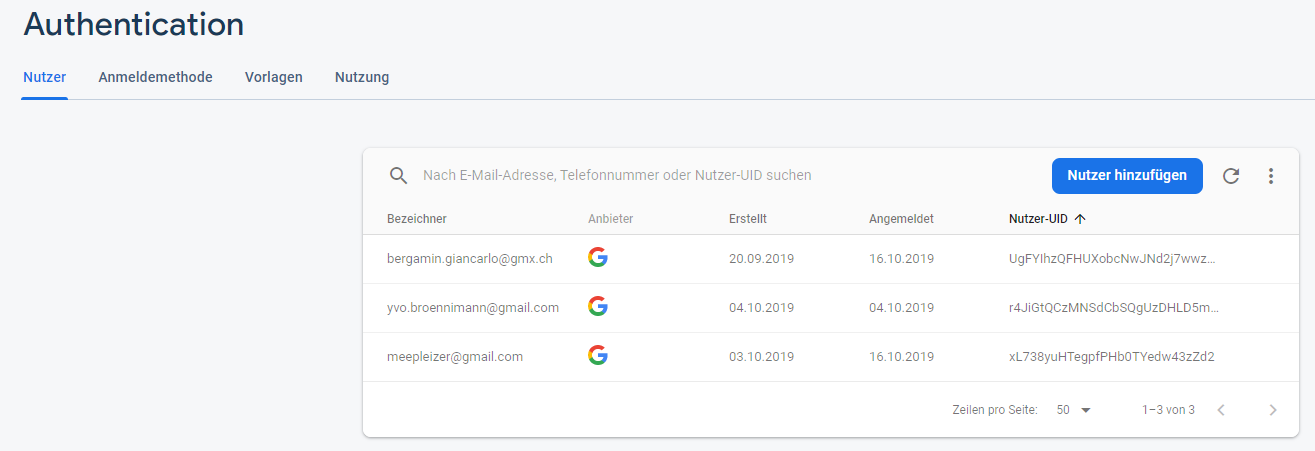 Authentication
Nutzer Anmeldemethode Vorlagen Nutzung
Nach E-Mail-Adresse, Telefonnummer oder Nutzer-UID suchen Nutzer hinzufügen
Bezeichner Anbieter Erstellt Angemeldet Nutzer-UID
bergamin.giancarlo@gmx.ch 20.09.2019 16.10.2019 UgFYIhzQFHUXobcNwJNd2j7wwz...
yvo.broennimann@gmail.com 04.10.2019 04.10.2019 r4JiGtQCzMNSdCbSQgUzDHLD5m...
meepleizer@gmail.com 03.10.2019 16.10.2019 xL738yuHTegpfPHb0TYedw43zZd2
Zeilen pro Seite: 50 1–3 von 3